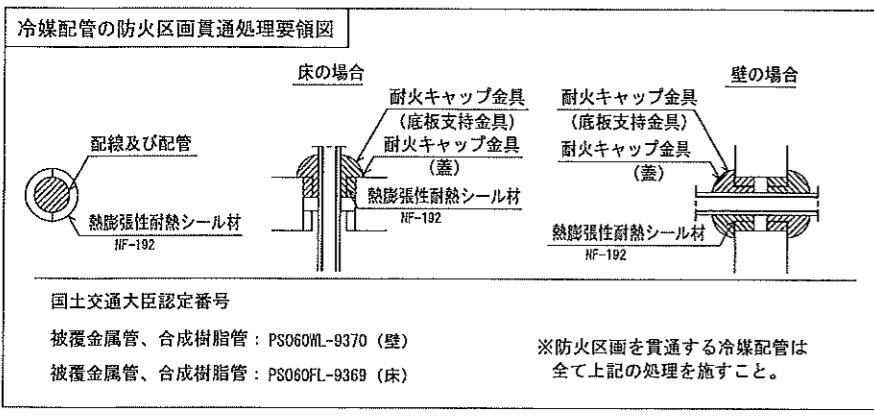 冷媒配管の防火区画貫通処理要領図
床の場合
耐火キャップ金具
(底板支持金具)
耐火キャップ金具
(蓋)
配線及び配管
熱膨張性耐熱シール材
NF-192
熱膨張性耐熱シール材
NF-192
壁の場合
耐火キャップ金具
(底板支持金具)
耐火キャップ金具
(蓋)
熱膨張性耐熱シール材
NF-192
国土交通大臣認定番号
被覆金属管、合成樹脂管：PS060WL-9370（壁）
被覆金属管、合成樹脂管：PS060FL-9369（床）
※防火区画を貫通する冷媒配管は
全て上記の処理を施すこと。